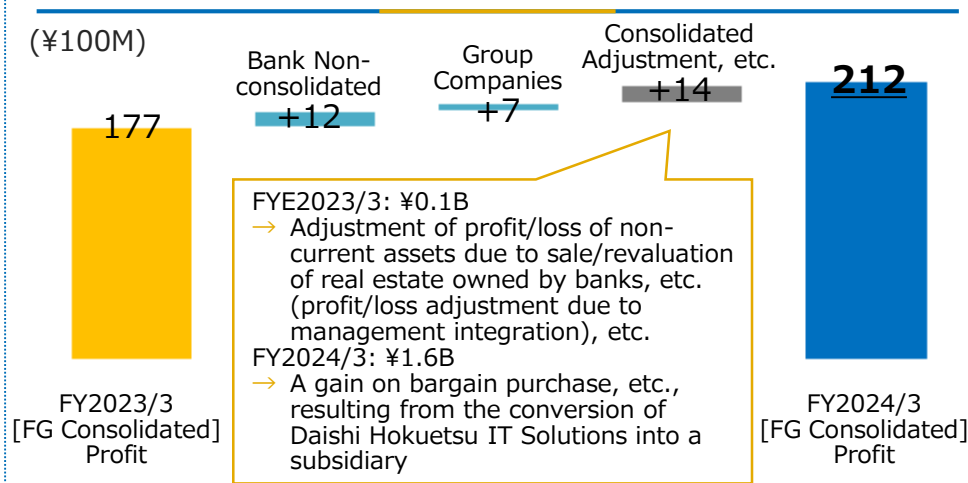 (¥100M)
Bank Non-
consolidated
+12
Group
Companies
+7
Consolidated
Adjustment, etc.
+14
177
212
FYE2023/3: ¥0.1B
→ Adjustment of profit/loss of non-
current assets due to sale/revaluation
of real estate owned by banks, etc.
(profit/loss adjustment due to
management integration), etc.
FY2024/3: ¥1.6B
→ A gain on bargain purchase, etc.,
resulting from the conversion of
Daishi Hokuetsu IT Solutions into a
subsidiary
FY2023/3
[FG Consolidated]
Profit
FY2024/3
[FG Consolidated]
Profit